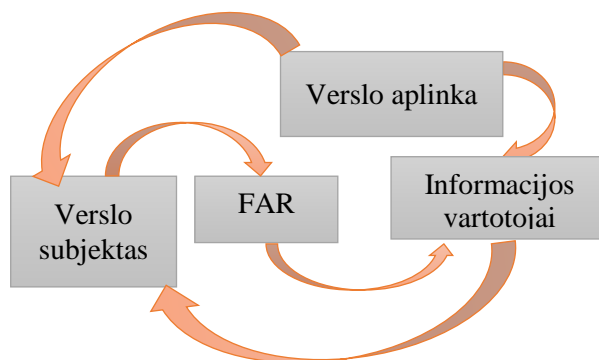 Verslo aplinka
Verslo
subjektas
FAR
Informacijos
vartotojai